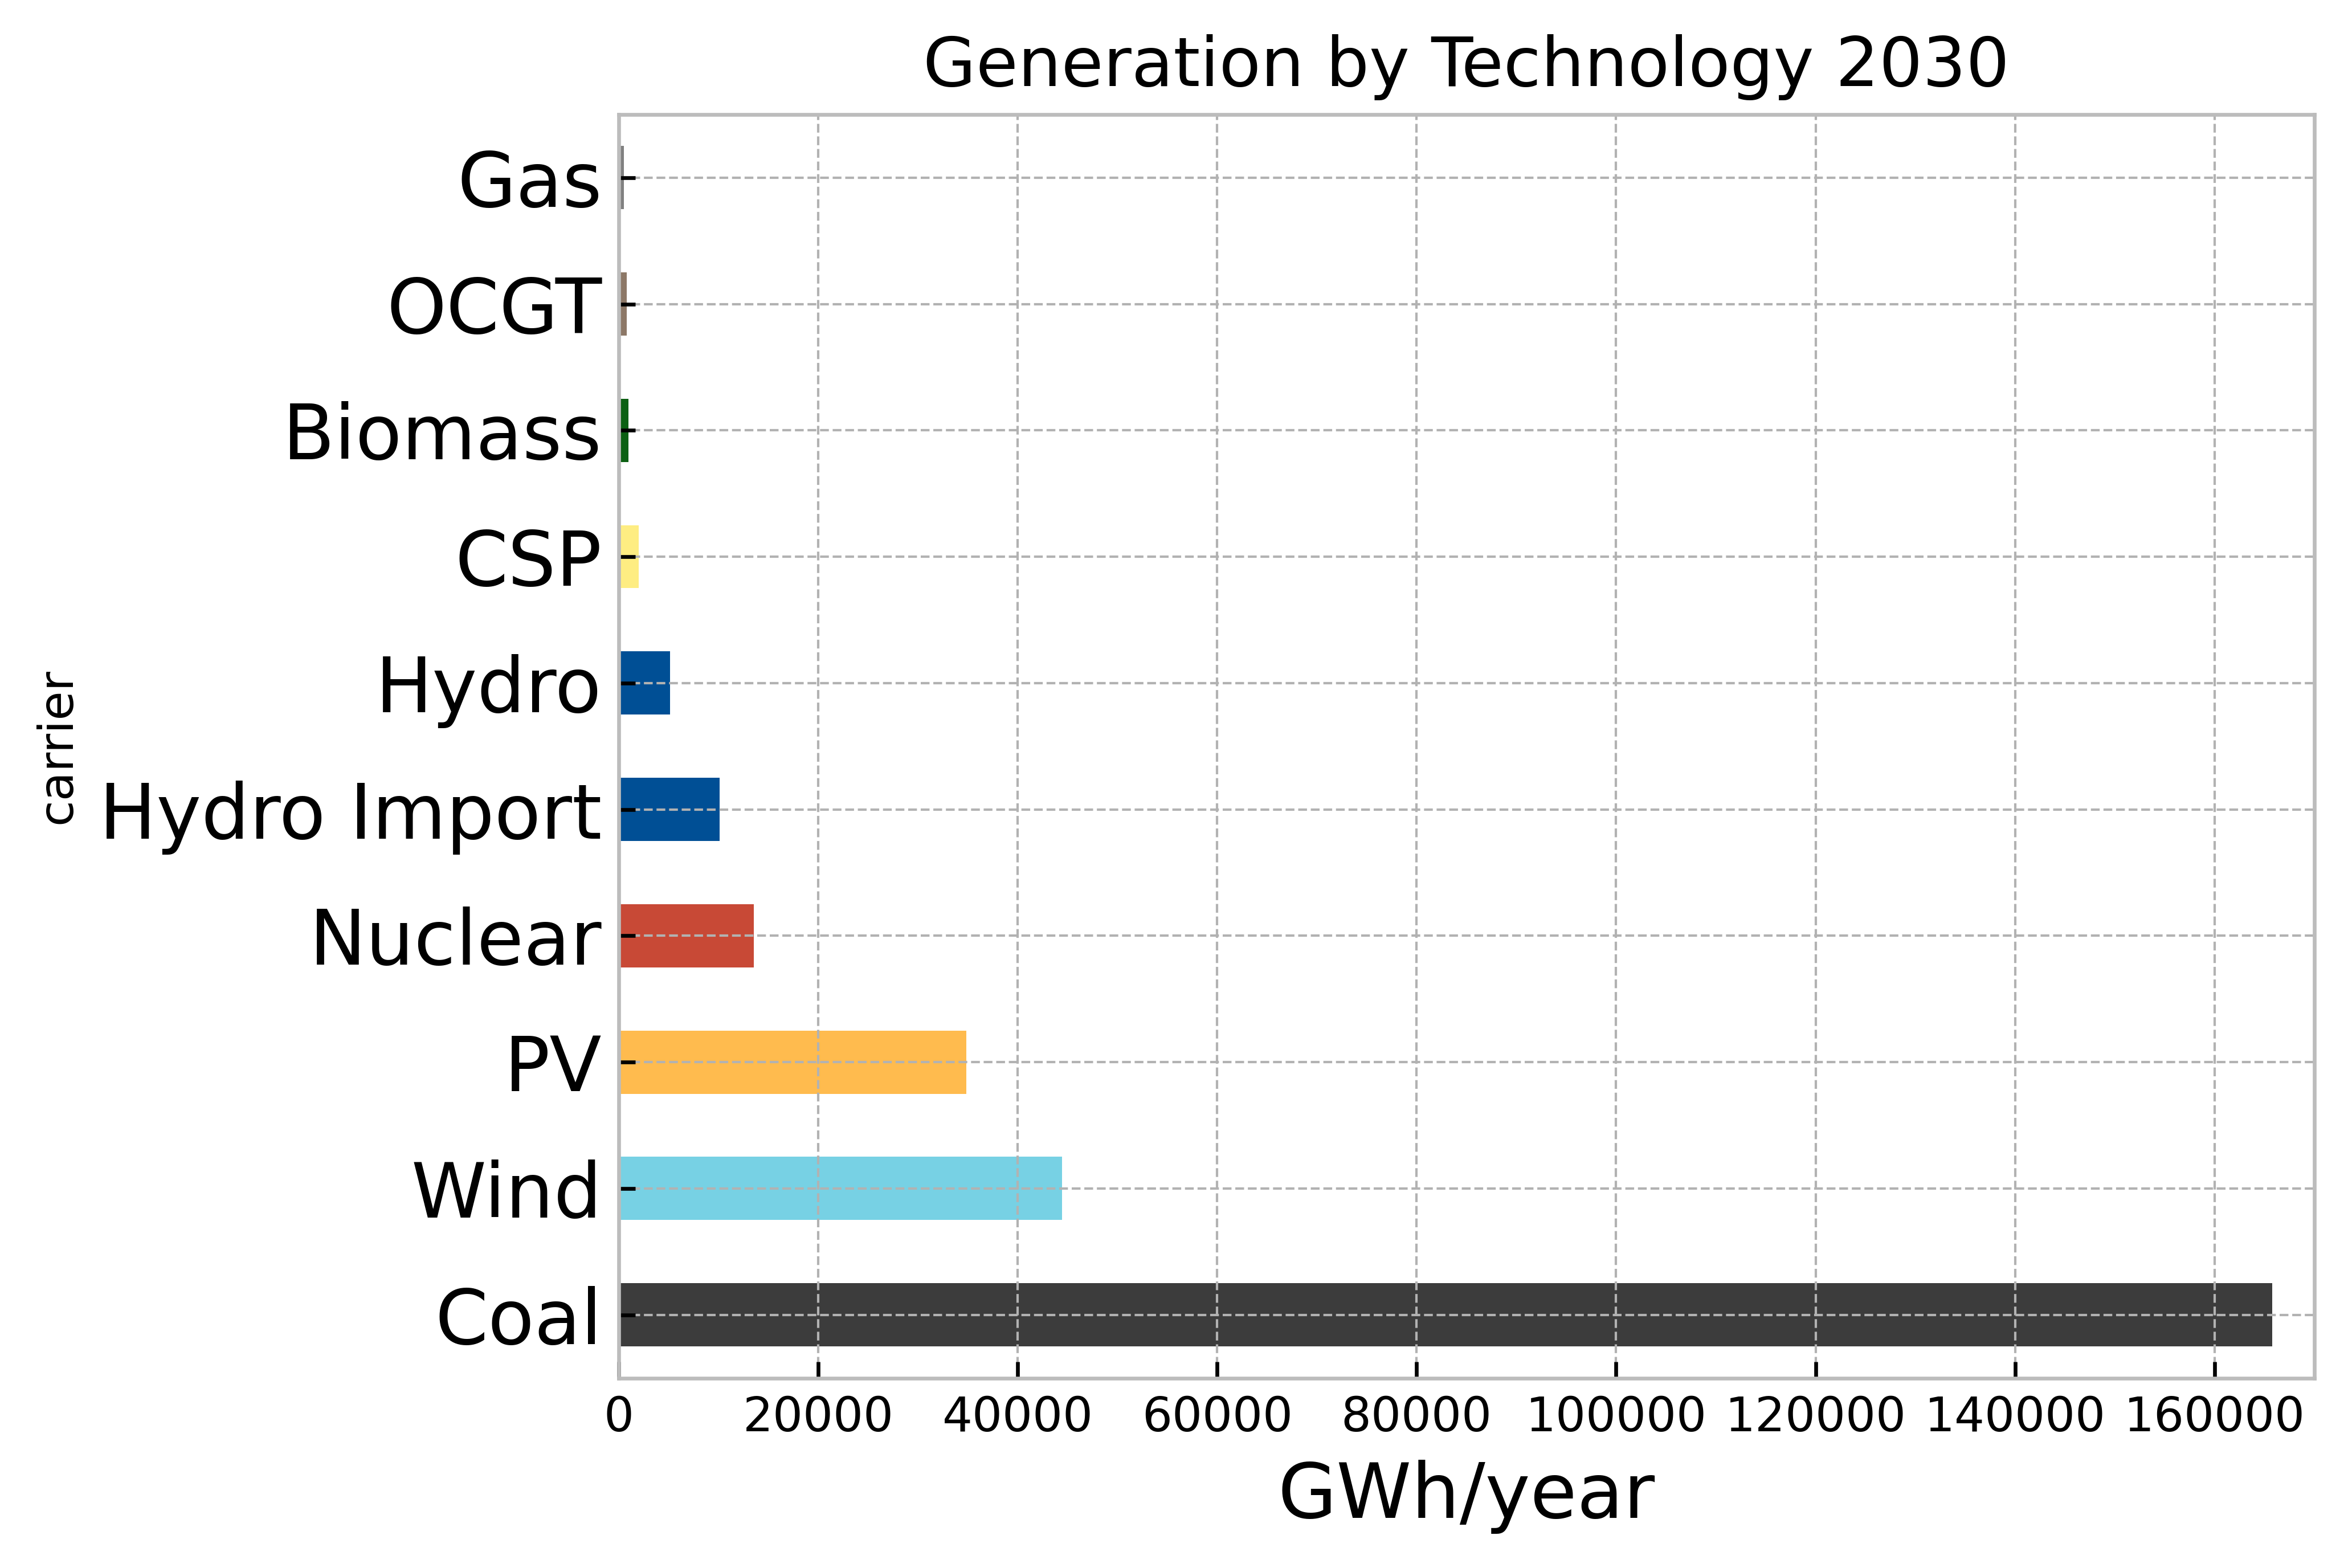 Generation by Technology 2030
Gas
OCGT
Biomass
CSP
Hydro
Hydro Import
Nuclear
PV
Wind
Coal
carrier
0 20000 40000 60000 80000 100000 120000 140000 160000
GWh/year